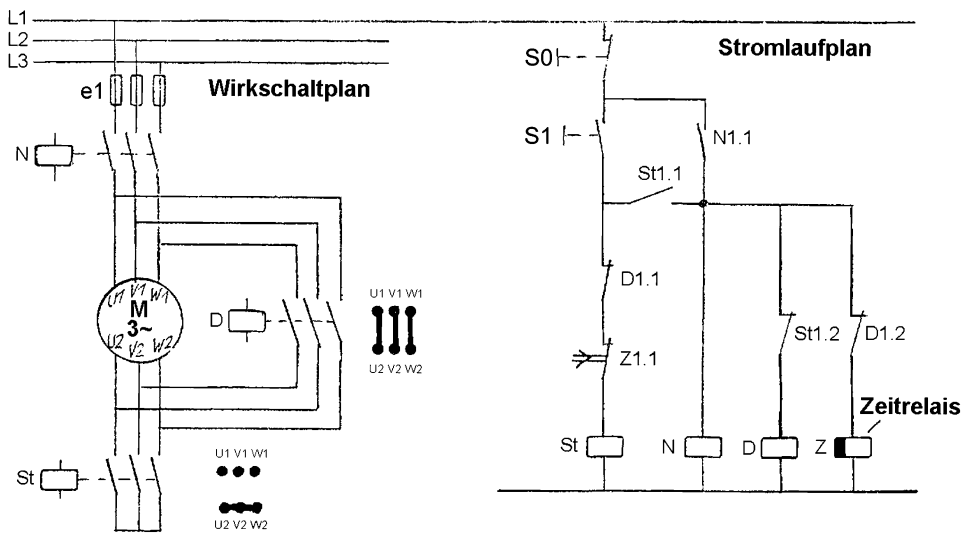 L1
L2
L3
e1
Wirkschaltplan
N
U1 V1 W1
M
3~
U2 V2 W2
D
U1 V1 W1
U2 V2 W2
St
U1 V1 W1
U2 V2 W2
Stromlaufplan
S0
S1
N1.1
St1.1
D1.1
Z1.1
St1.2
D1.2
Zeitrelais
St
N
D
Z